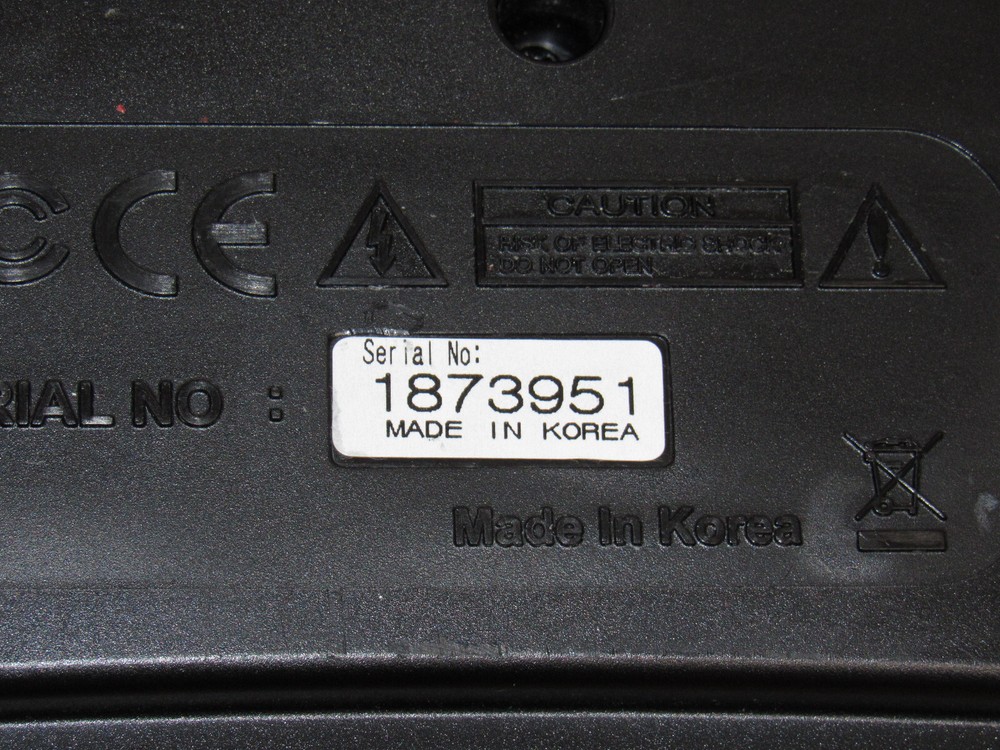 CE
CAUTION
RISK OF ELECTRIC SHOCK
DO NOT OPEN
Serial No:
RIAL NO :
1873951
MADE IN KOREA
Made In Korea